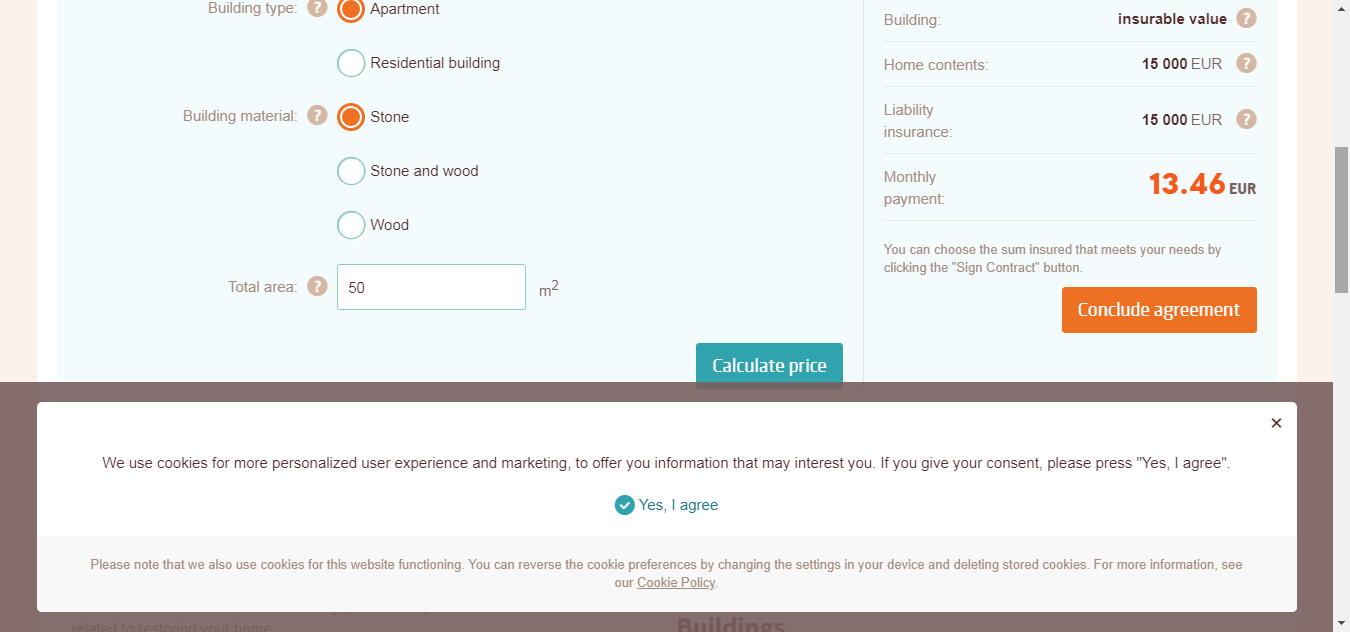 Building type: ? Apartment
Residential building
Building material: ? Stone
Stone and wood
Wood
Total area: ? 50 m2
Calculate price
Building: insurable value ?
Home contents: 15 000 EUR ?
Liability
insurance: 15 000 EUR ?
Monthly
payment: 13.46 EUR
You can choose the sum insured that meets your needs by
clicking the "Sign Contract" button.
Conclude agreement
×
We use cookies for more personalized user experience and marketing, to offer you information that may interest you. If you give your consent, please press "Yes, I agree".
Yes, I agree
Please note that we also use cookies for this website functioning. You can reverse the cookie preferences by changing the settings in your device and deleting stored cookies. For more information, see
our Cookie Policy.
related to restoring your home.
Buildings